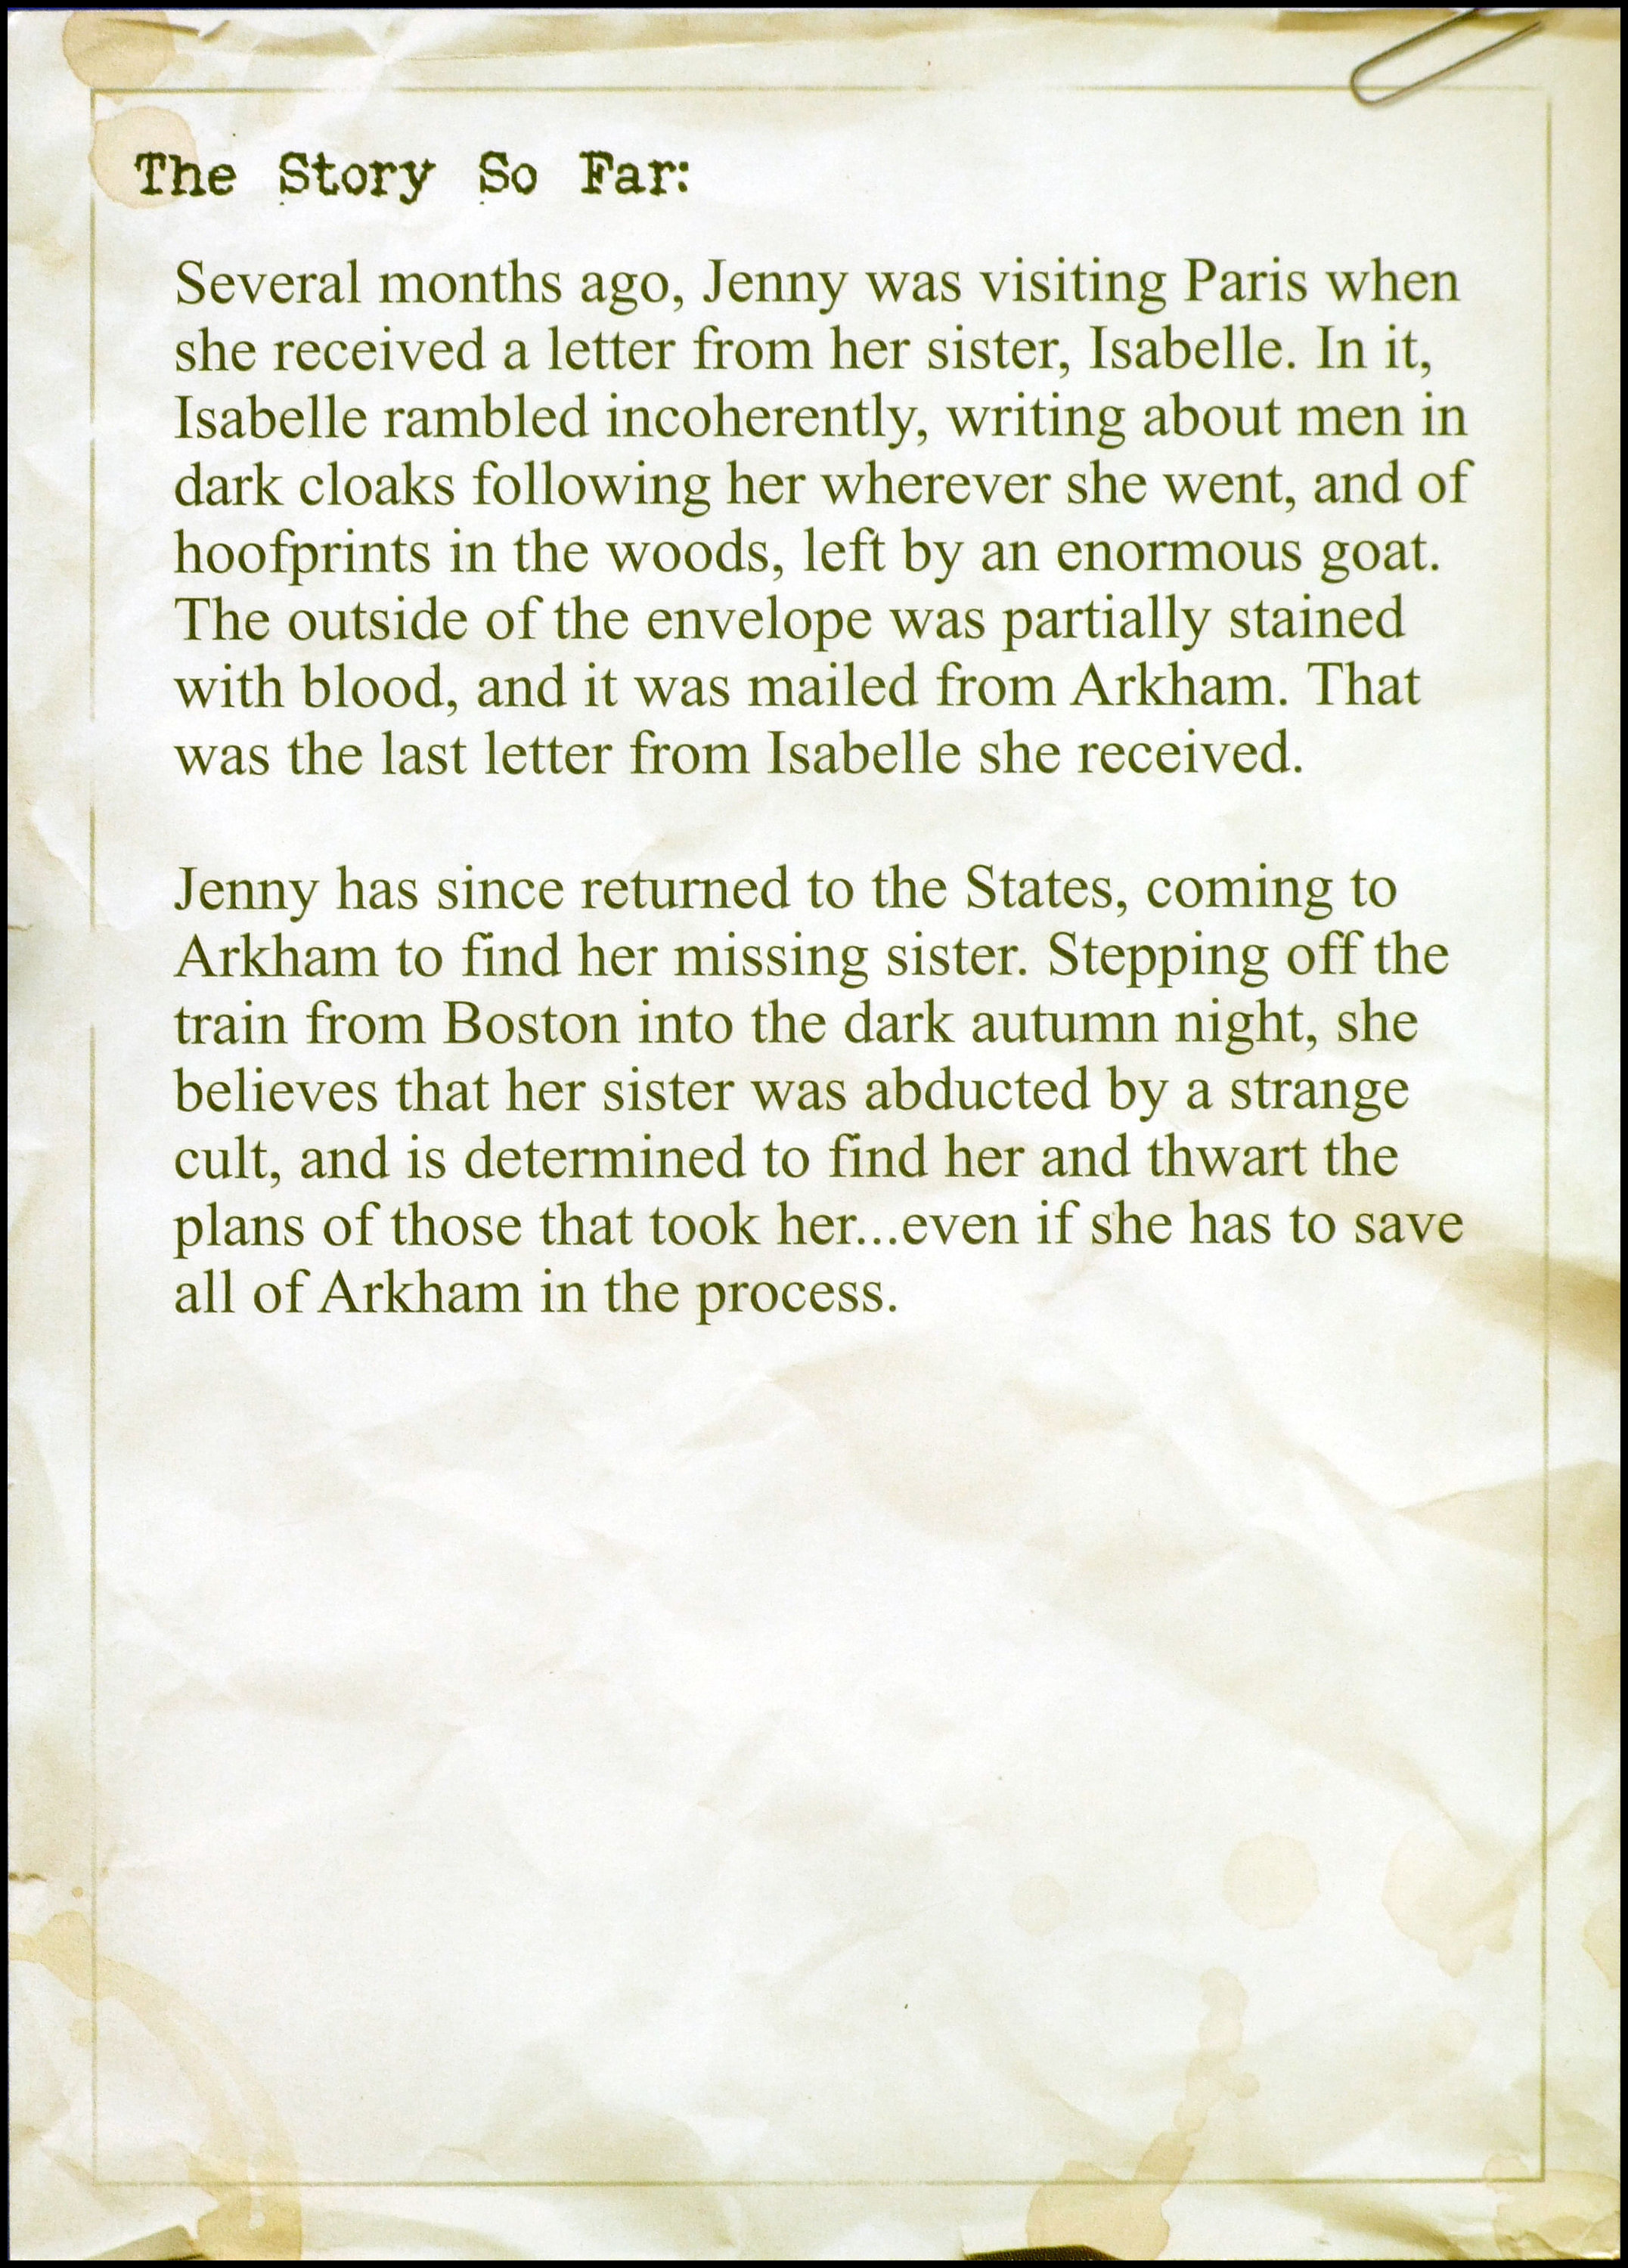 The Story So Far:
Several months ago, Jenny was visiting Paris when
she received a letter from her sister, Isabelle. In it,
Isabelle rambled incoherently, writing about men in
dark cloaks following her wherever she went, and of
hoofprints in the woods, left by an enormous goat.
The outside of the envelope was partially stained
with blood, and it was mailed from Arkham. That
was the last letter from Isabelle she received.
Jenny has since returned to the States, coming to
Arkham to find her missing sister. Stepping off the
train from Boston into the dark autumn night, she
believes that her sister was abducted by a strange
cult, and is determined to find her and thwart the
plans of those that took her...even if she has to save
all of Arkham in the process.